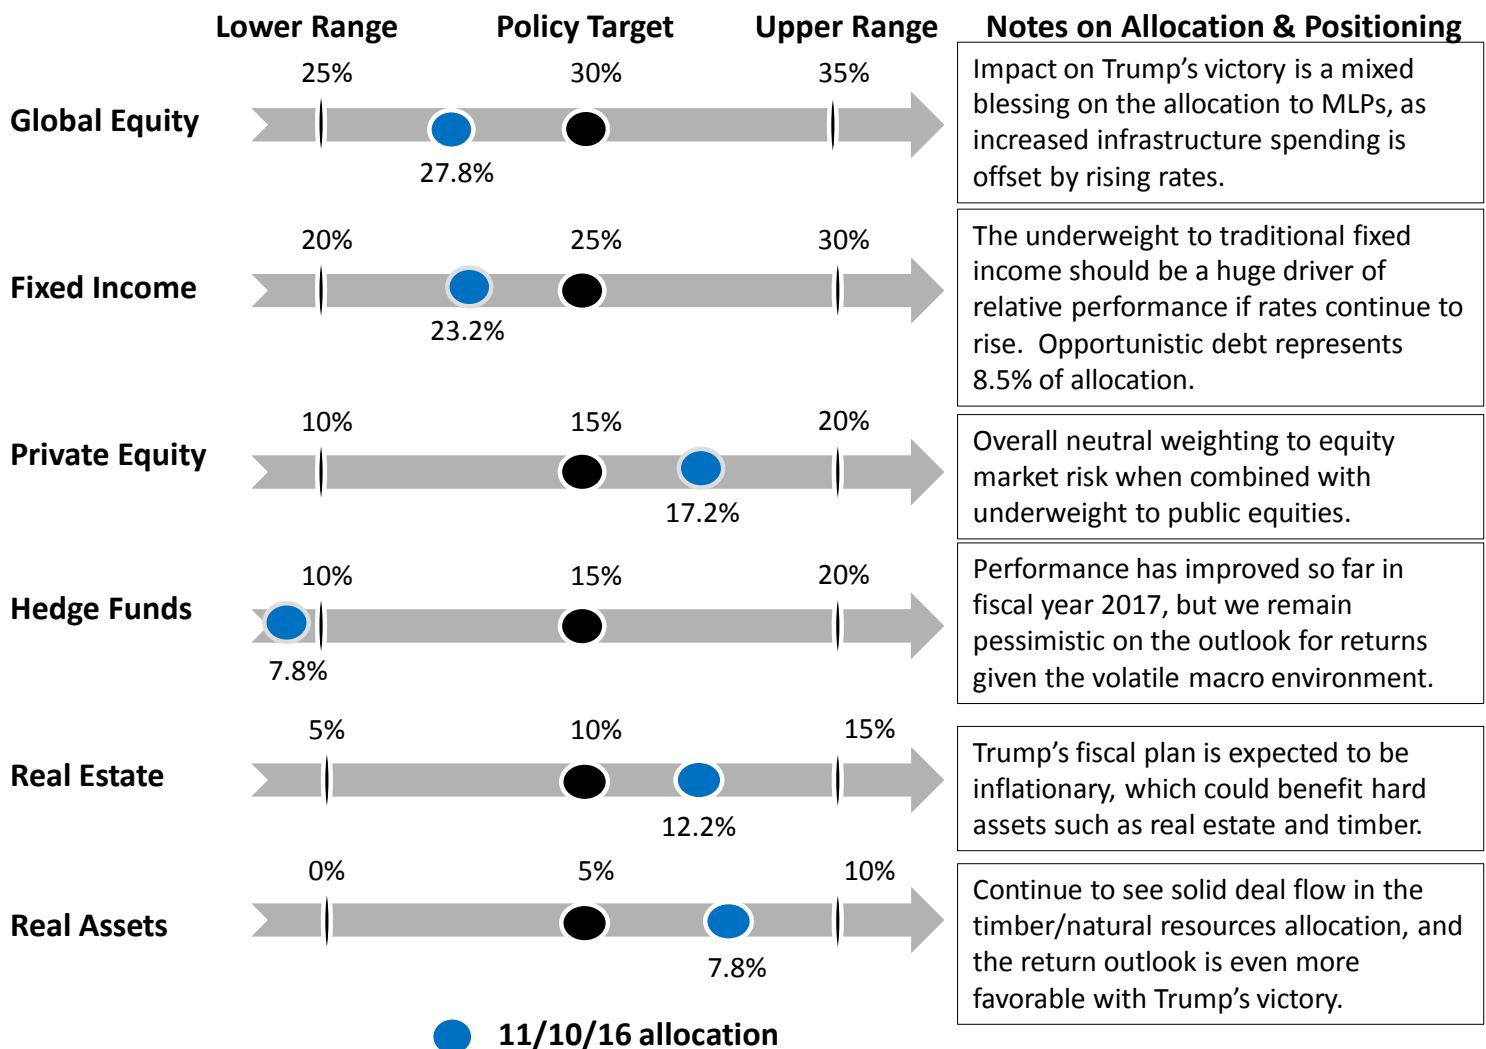 Lower Range Policy Target Upper Range Notes on Allocation & Positioning
25% 30% 35%
Global Equity
27.8%
Impact on Trump's victory is a mixed
blessing on the allocation to MLPs, as
increased infrastructure spending is
offset by rising rates.
20% 25% 30%
Fixed Income
23.2%
The underweight to traditional fixed
income should be a huge driver of
relative performance if rates continue to
rise.  Opportunistic debt represents
8.5% of allocation.
10% 15% 20%
Private Equity
17.2%
Overall neutral weighting to equity
market risk when combined with
underweight to public equities.
10% 15% 20%
Hedge Funds
7.8%
Performance has improved so far in
fiscal year 2017, but we remain
pessimistic on the outlook for returns
given the volatile macro environment.
5% 10% 15%
Real Estate
12.2%
Trump's fiscal plan is expected to be
inflationary, which could benefit hard
assets such as real estate and timber.
0% 5% 10%
Real Assets
7.8%
Continue to see solid deal flow in the
timber/natural resources allocation, and
the return outlook is even more
favorable with Trump's victory.
11/10/16 allocation